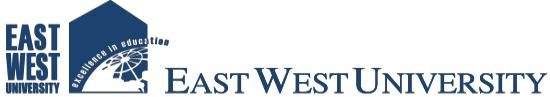 EAST
WEST
UNIVERSITY
excellence in education
EAST WEST UNIVERSITY